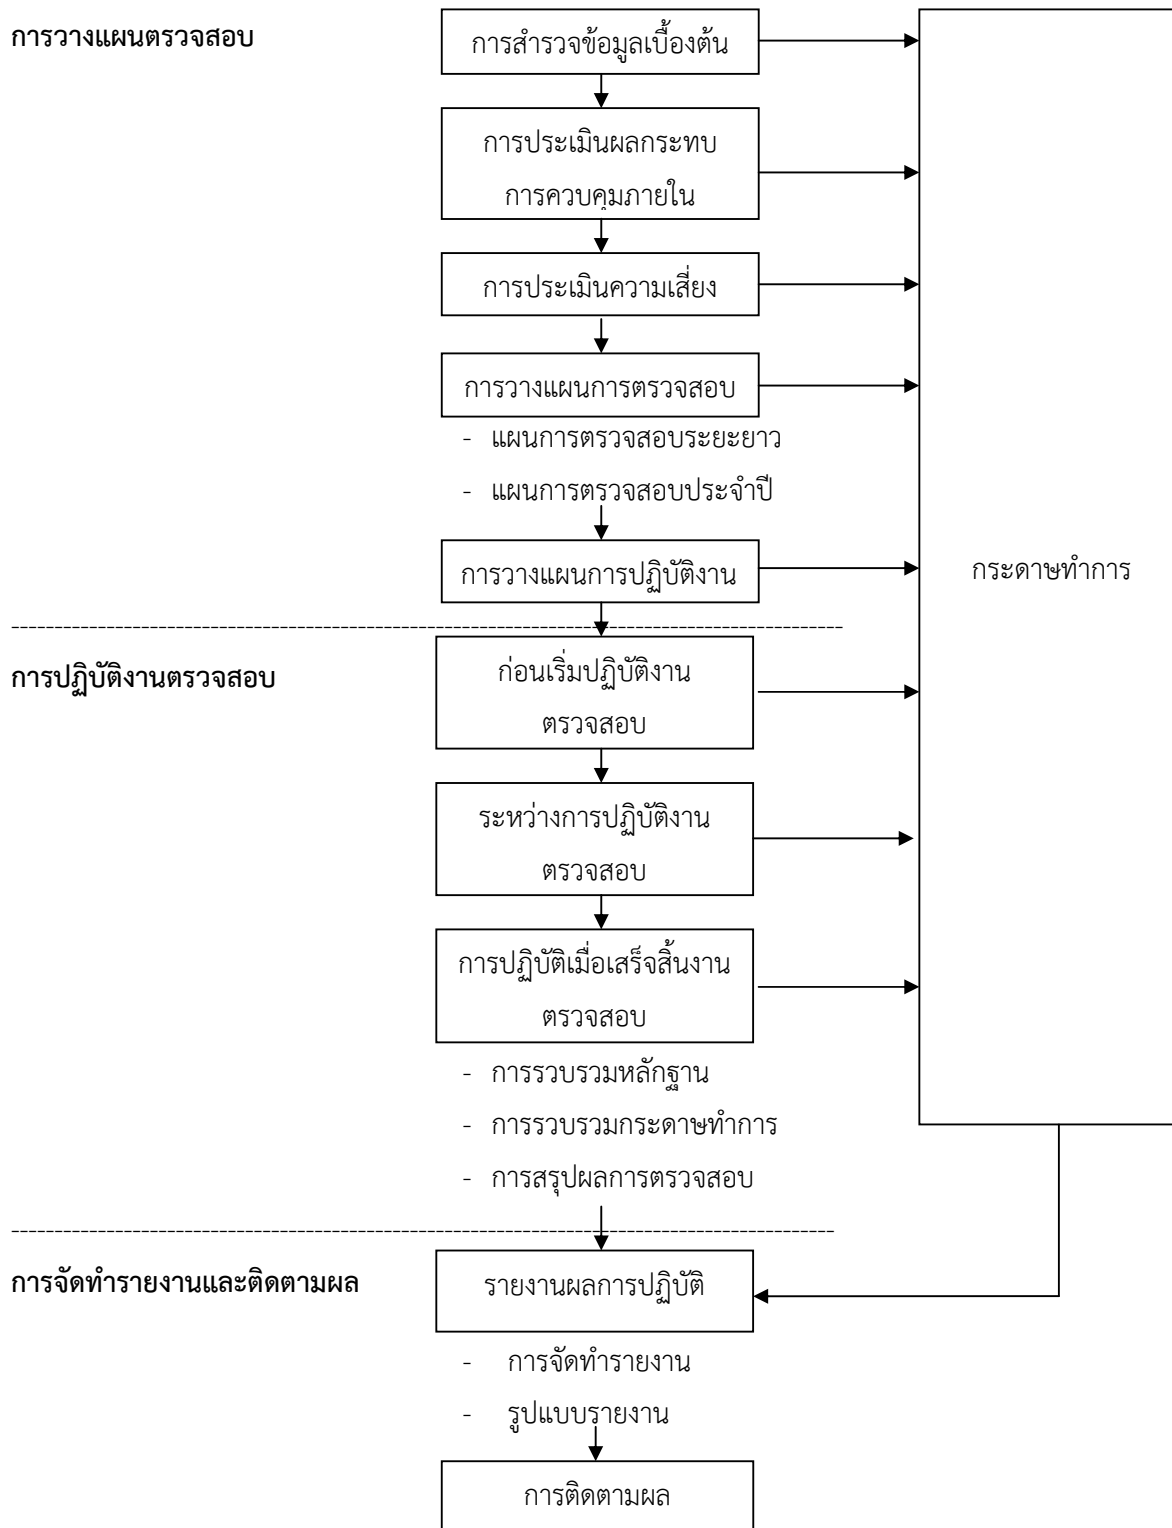 การวางแผนตรวจสอบ
การสำรวจข้อมูลเบื้องต้น
การประเมินผลกระทบ
การควบคุมภายใน
การประเมินความเสี่ยง
การวางแผนการตรวจสอบ
- แผนการตรวจสอบระยะยาว
- แผนการตรวจสอบประจำปี
การวางแผนการปฏิบัติงาน
กระดาษทำการ
การปฏิบัติงานตรวจสอบ
ก่อนเริ่มปฏิบัติงาน
ตรวจสอบ
ระหว่างการปฏิบัติงาน
ตรวจสอบ
การปฏิบัติเมื่อเสร็จสิ้นงาน
ตรวจสอบ
- การรวบรวมหลักฐาน
- การรวบรวมกระดาษทำการ
- การสรุปผลการตรวจสอบ
การจัดทำรายงานและติดตามผล
รายงานผลการปฏิบัติ
- การจัดทำรายงาน
- รูปแบบรายงาน
การติดตามผล